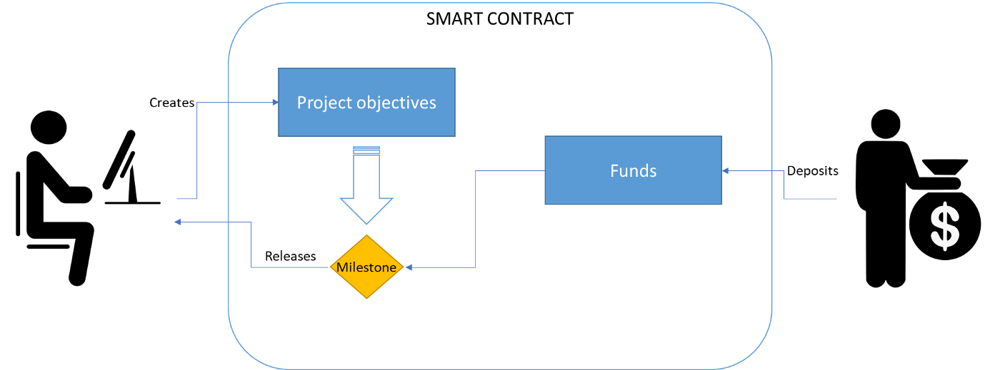 SMART CONTRACT
Creates
Project objectives
Funds
Deposits
$
Releases
Milestone